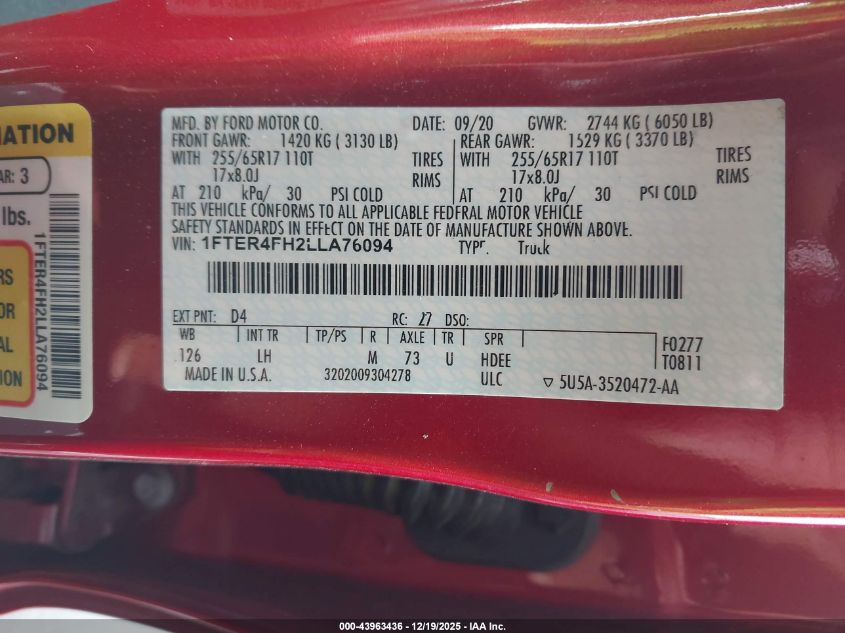 MATION
AR: 3
lbs.
RS
OR
AL
ION
1FTER4FH2LLA76094
MFD. BY FORD MOTOR CO. DATE: 09/20 GVWR: 2744 KG ( 6050 LB)
FRONT GAWR: 1420 KG ( 3130 LB) REAR GAWR: 1529 KG ( 3370 LB)
WITH 255/65R17 110T TIRES WITH 255/65R17 110T TIRES
17x8.0J RIMS 17x8.0J RIMS
AT 210 kPa/ 30 PSI COLD AT 210 kPa/ 30 PSI COLD
THIS VEHICLE CONFORMS TO ALL APPLICABLE FEDERAL MOTOR VEHICLE
SAFETY STANDARDS IN EFFECT ON THE DATE OF MANUFACTURE SHOWN ABOVE.
VIN: 1FTER4FH2LLA76094 TYPE: Truck
EXT PNT: D4 RC: 27 DSO:
WB INT TR TP/PS R AXLE TR SPR F0277
126 LH M 73 U HDEE T0811
MADE IN U.S.A. 3202009304278 ULC 5U5A-3520472-AA
000-43963436 - 12/19/2025 - IAA Inc.